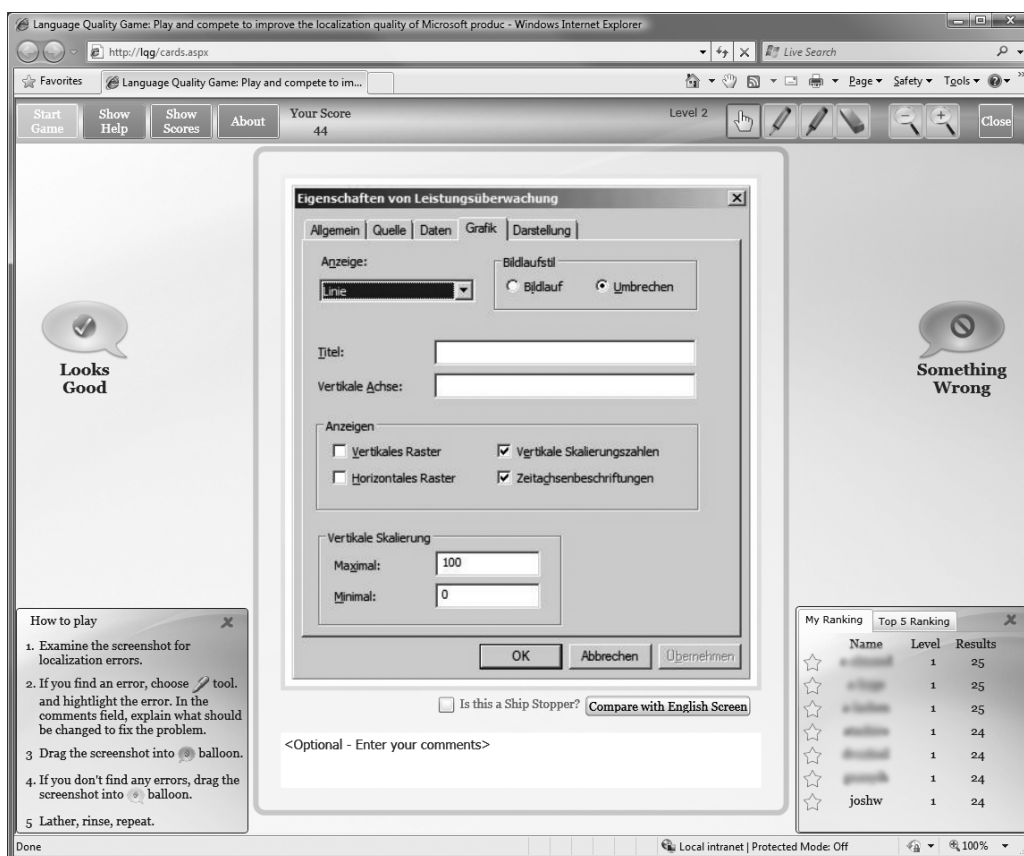 Language Quality Game: Play and compete to improve the localization quality of Microsoft produc - Windows Internet Explorer
http://lqg/cards.aspx
Live Search
Favorites
Language Quality Game: Play and compete to im...
Page
Safety
Tools
Start Game
Show Help
Show Scores
About
Your Score
44
Level 2
Close
Eigenschaften von Leistungsüberwachung
Allgemein
Quelle
Daten
Grafik
Darstellung
Anzeige:
Linie
Bildlaufstil
Bildlauf
Umbrechen
Titel:
Vertikale Achse:
Anzeigen
Vertikales Raster
Vertikale Skalierungszahlen
Horizontales Raster
Zeitachsenbeschriftungen
Vertikale Skalierung
Maximal:
100
Minimal:
0
OK
Abbrechen
Übernehmen
Looks
Good
Something
Wrong
How to play
1. Examine the screenshot for
localization errors.
2. If you find an error, choose tool.
and hightlight the error. In the
comments field, explain what should
be changed to fix the problem.
3 Drag the screenshot into balloon.
4. If you don't find any errors, drag the
screenshot into balloon.
5 Lather, rinse, repeat.
Is this a Ship Stopper?
Compare with English Screen
<Optional - Enter your comments>
My Ranking
Top 5 Ranking
Name Level Results
1 25
1 25
1 25
1 24
1 24
1 24
joshw 1 24
Done
Local intranet | Protected Mode: Off
100%